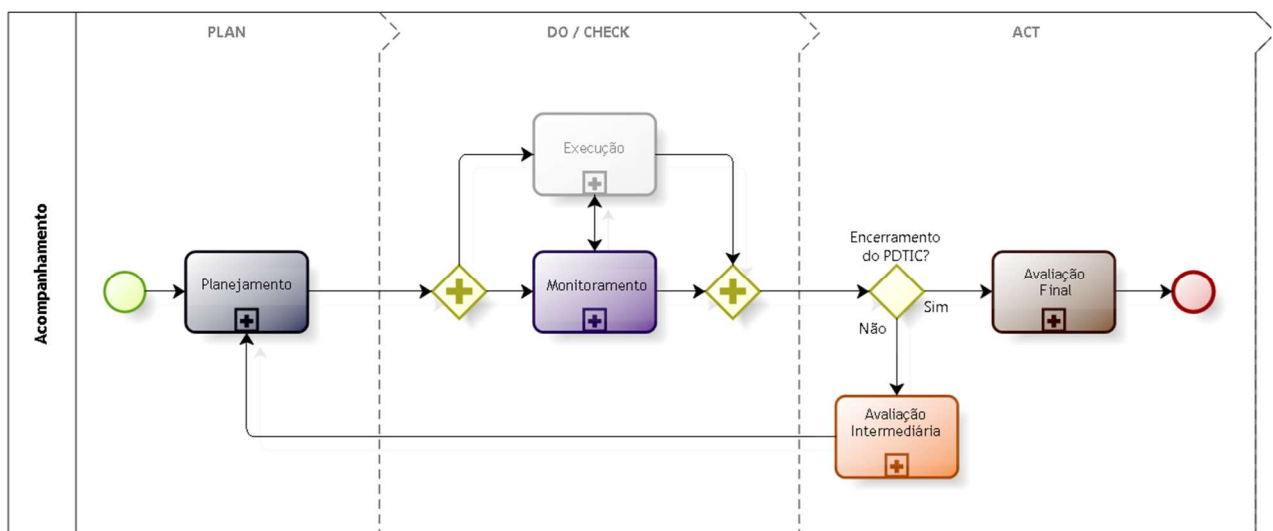 PLAN
DO / CHECK
ACT
Acompanhamento
Execução
Planejamento
Monitoramento
Encerramento
do PDTIC?
Sim
Não
Avaliação
Final
Avaliação
Intermediária